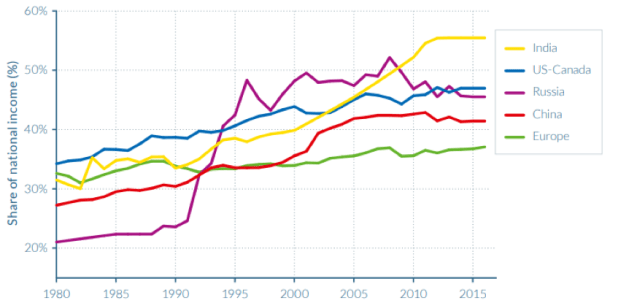 Share of national income (%)
60%
50%
40%
30%
20%
1980 1985 1990 1995 2000 2005 2010 2015
India
US-Canada
Russia
China
Europe